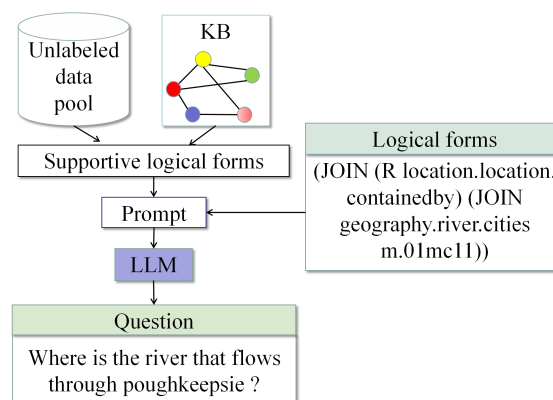 Unlabeled
data
pool
KB
Supportive logical forms
Prompt
LLM
Question
Where is the river that flows
through poughkeepsie ?
Logical forms
(JOIN (R location.location.
containedby) (JOIN
geography.river.cities
m.01mc11))